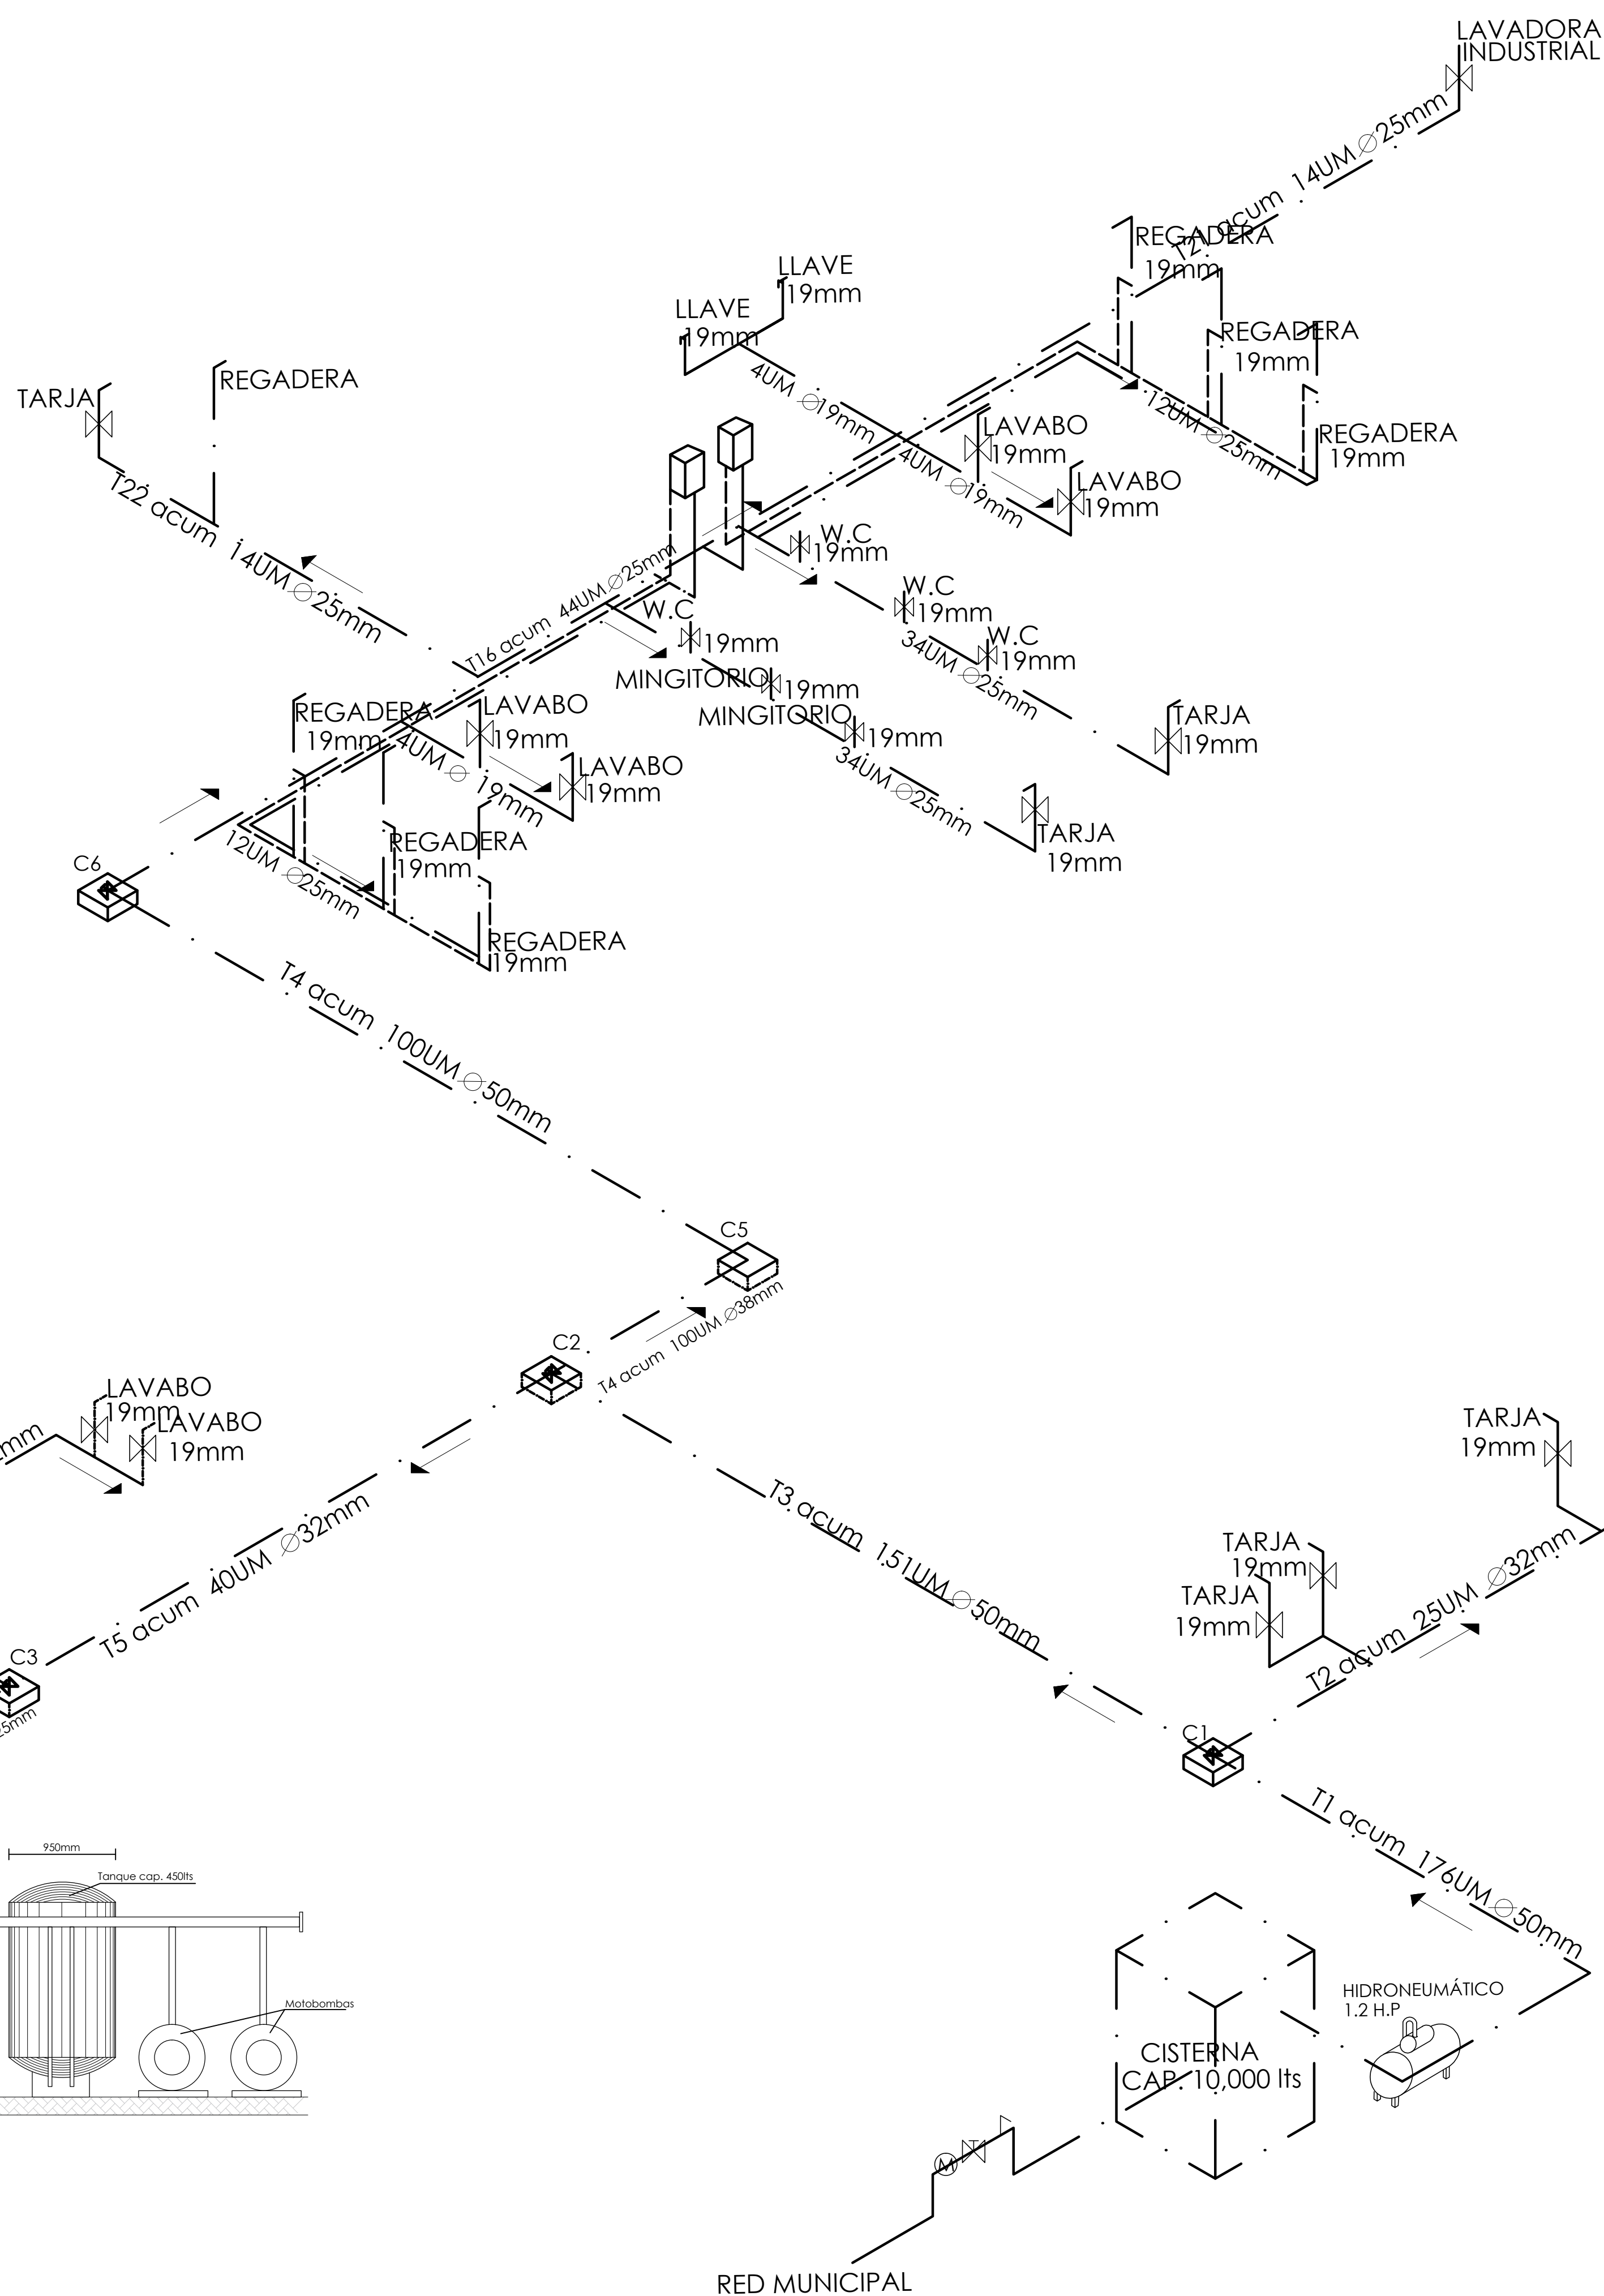 LAVADORA
INDUSTRIAL
T21 acum 14UM ∅25mm
REGADERA
19mm
LLAVE
19mm
LLAVE
19mm
REGADERA
19mm
TARJA
REGADERA
4UM ∅19mm
12UM ∅25mm
LAVABO
19mm
REGADERA
19mm
4UM ∅19mm
LAVABO
19mm
T22 acum 14UM ∅25mm
W.C
19mm
T16 acum 44UM ∅25mm
W.C
19mm
W.C
19mm
W.C
19mm
34UM ∅25mm
MINGITORIO
19mm
MINGITORIO
19mm
TARJA
19mm
34UM ∅25mm
REGADERA
19mm
LAVABO
19mm
4UM ∅ 19mm
LAVABO
19mm
TARJA
19mm
12UM ∅25mm
REGADERA
19mm
C6
REGADERA
19mm
T4 acum 100UM ∅50mm
C5
T4 acum 100UM ∅38mm
C2
LAVABO
19mm
LAVABO
19mm
mm
TARJA
19mm
T3 acum 151UM ∅50mm
T5 acum 40UM ∅32mm
TARJA
19mm
TARJA
19mm
T2 acum 25UM ∅32mm
C3
25mm
C1
T1 acum 176UM ∅50mm
950mm
Tanque cap. 450lts
Motobombas
HIDRONEUMÁTICO
1.2 H.P
CISTERNA
CAP. 10,000 lts
M
RED MUNICIPAL